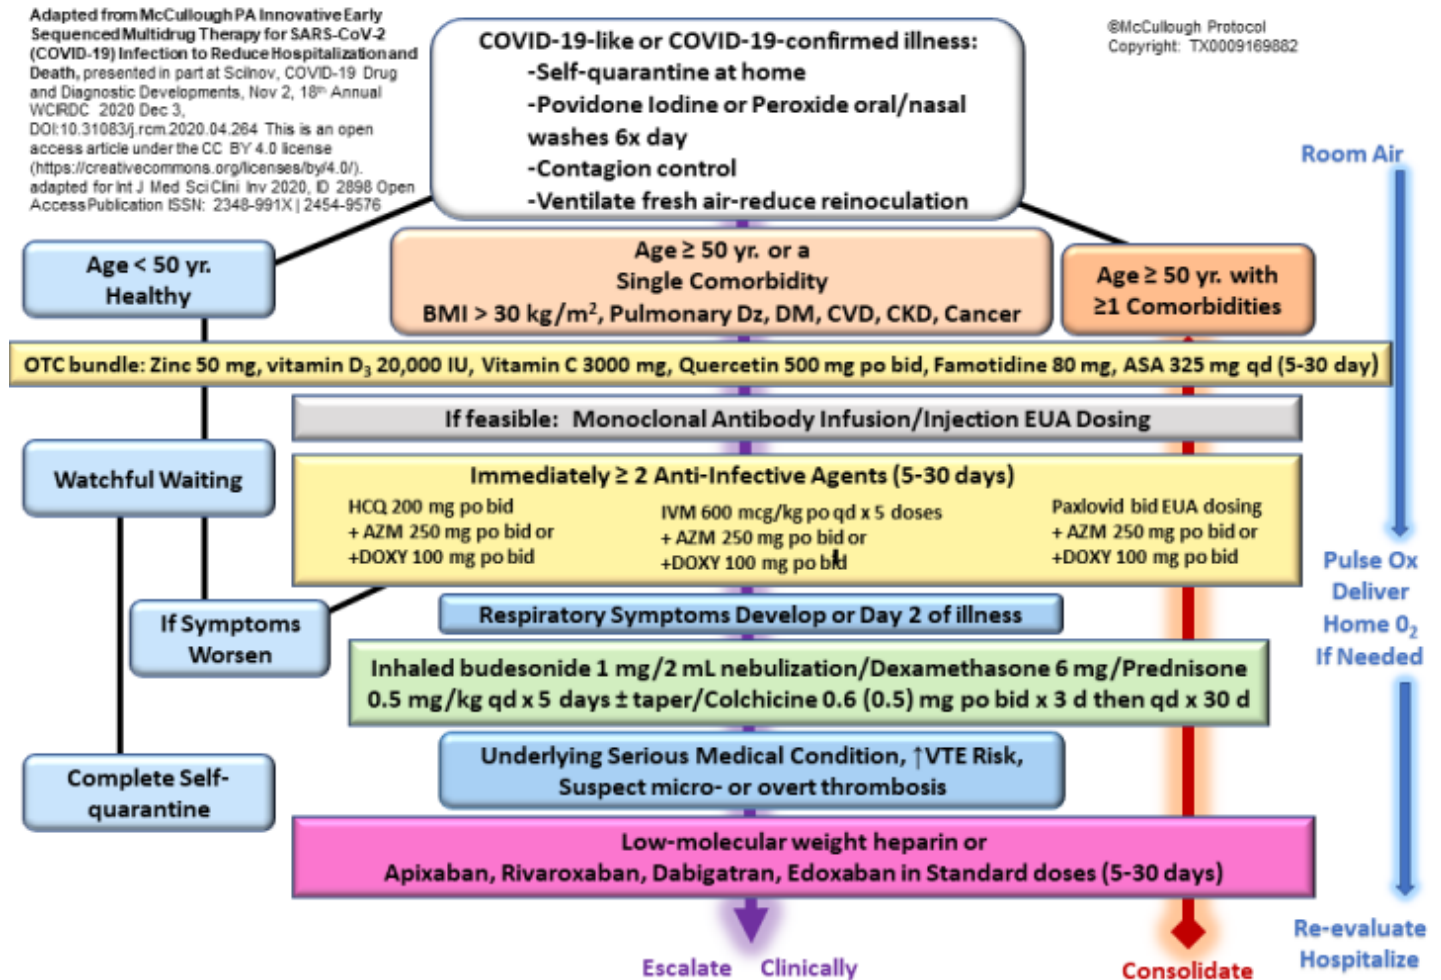 Adapted from McCullough PA Innovative Early
Sequenced Multidrug Therapy for SARS-CoV-2
(COVID-19) Infection to Reduce Hospitalization and
Death, presented in part at SciInov, COVID-19 Drug
and Diagnostic Developments, Nov 2, 18th Annual
WCIRDC 2020 Dec 3,
DOI:10.31083/j.rcm.2020.04.264 This is an open
access article under the CC BY 4.0 license
(https://creativecommons.org/licenses/by/4.0/).
adapted for Int J Med Sci Clini Inv 2020, ID 2898 Open
Access Publication ISSN: 2348-991X | 2454-9576
©McCullough Protocol
Copyright: TX0009169882
COVID-19-like or COVID-19-confirmed illness:
-Self-quarantine at home
-Povidone Iodine or Peroxide oral/nasal
washes 6x day
-Contagion control
-Ventilate fresh air-reduce reinoculation
Room Air
Age < 50 yr.
Healthy
Age ≥ 50 yr. or a
Single Comorbidity
BMI > 30 kg/m², Pulmonary Dz, DM, CVD, CKD, Cancer
Age ≥ 50 yr. with
≥1 Comorbidities
OTC bundle: Zinc 50 mg, vitamin D₃ 20,000 IU, Vitamin C 3000 mg, Quercetin 500 mg po bid, Famotidine 80 mg, ASA 325 mg qd (5-30 day)
If feasible: Monoclonal Antibody Infusion/Injection EUA Dosing
Watchful Waiting
Immediately ≥ 2 Anti-Infective Agents (5-30 days)
HCQ 200 mg po bid
+ AZM 250 mg po bid or
+DOXY 100 mg po bid
IVM 600 mcg/kg po qd x 5 doses
+ AZM 250 mg po bid or
+DOXY 100 mg po bid
Paxlovid bid EUA dosing
+ AZM 250 mg po bid or
+DOXY 100 mg po bid
Pulse Ox
Deliver
Home 0₂
If Needed
If Symptoms
Worsen
Respiratory Symptoms Develop or Day 2 of illness
Inhaled budesonide 1 mg/2 mL nebulization/Dexamethasone 6 mg/Prednisone
0.5 mg/kg qd x 5 days ± taper/Colchicine 0.6 (0.5) mg po bid x 3 d then qd x 30 d
Complete Self-
quarantine
Underlying Serious Medical Condition, ↑VTE Risk,
Suspect micro- or overt thrombosis
Low-molecular weight heparin or
Apixaban, Rivaroxaban, Dabigatran, Edoxaban in Standard doses (5-30 days)
Escalate Clinically
Consolidate
Re-evaluate
Hospitalize